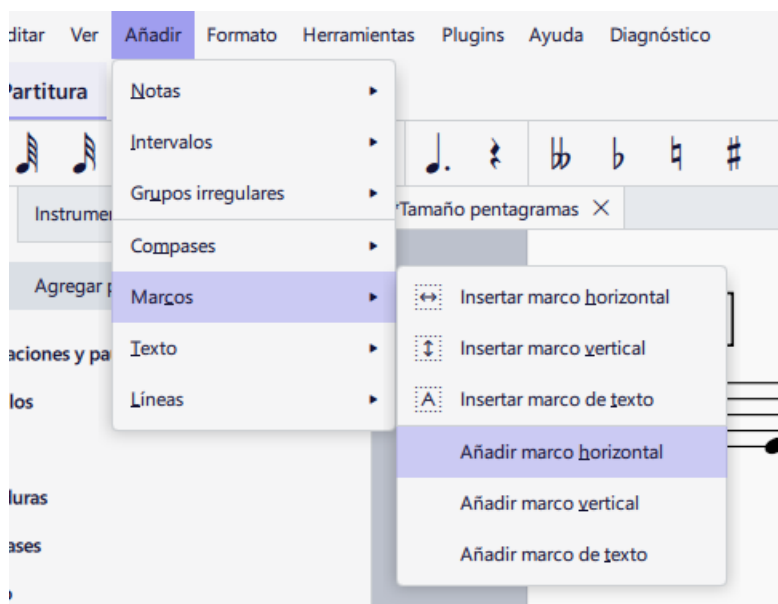 ditar Ver Añadir Formato Herramientas Plugins Ayuda Diagnóstico
Partitura
Notas
Intervalos
Grupos irregulares
Compases
Marcos
Texto
Líneas
Instrume
*Tamaño pentagramas
Agregar p
aciones y pa
los
duras
ases
Insertar marco horizontal
Insertar marco vertical
Insertar marco de texto
Añadir marco horizontal
Añadir marco vertical
Añadir marco de texto